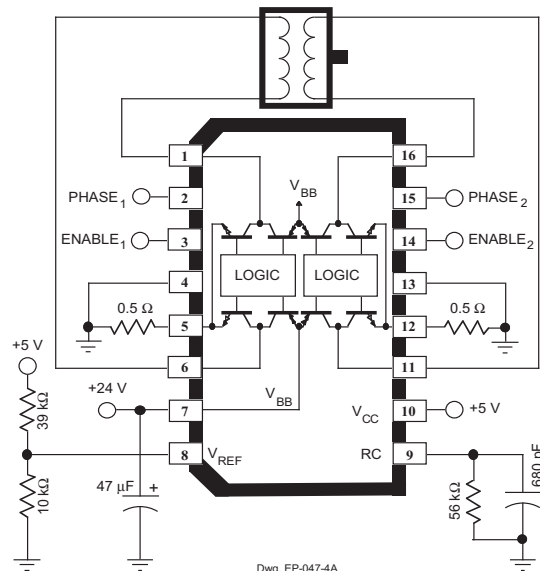 1
16
PHASE1
2
VBB
15
PHASE2
ENABLE1
3
14
ENABLE2
LOGIC
LOGIC
4
13
0.5 Ω
5
12
0.5 Ω
+5 V
6
11
39 kΩ
+24 V
7
VBB
VCC
10
+5 V
8
VREF
RC
9
10 kΩ
47 μF
+
56 kΩ
680 pF
Dwg. EP-047-4A